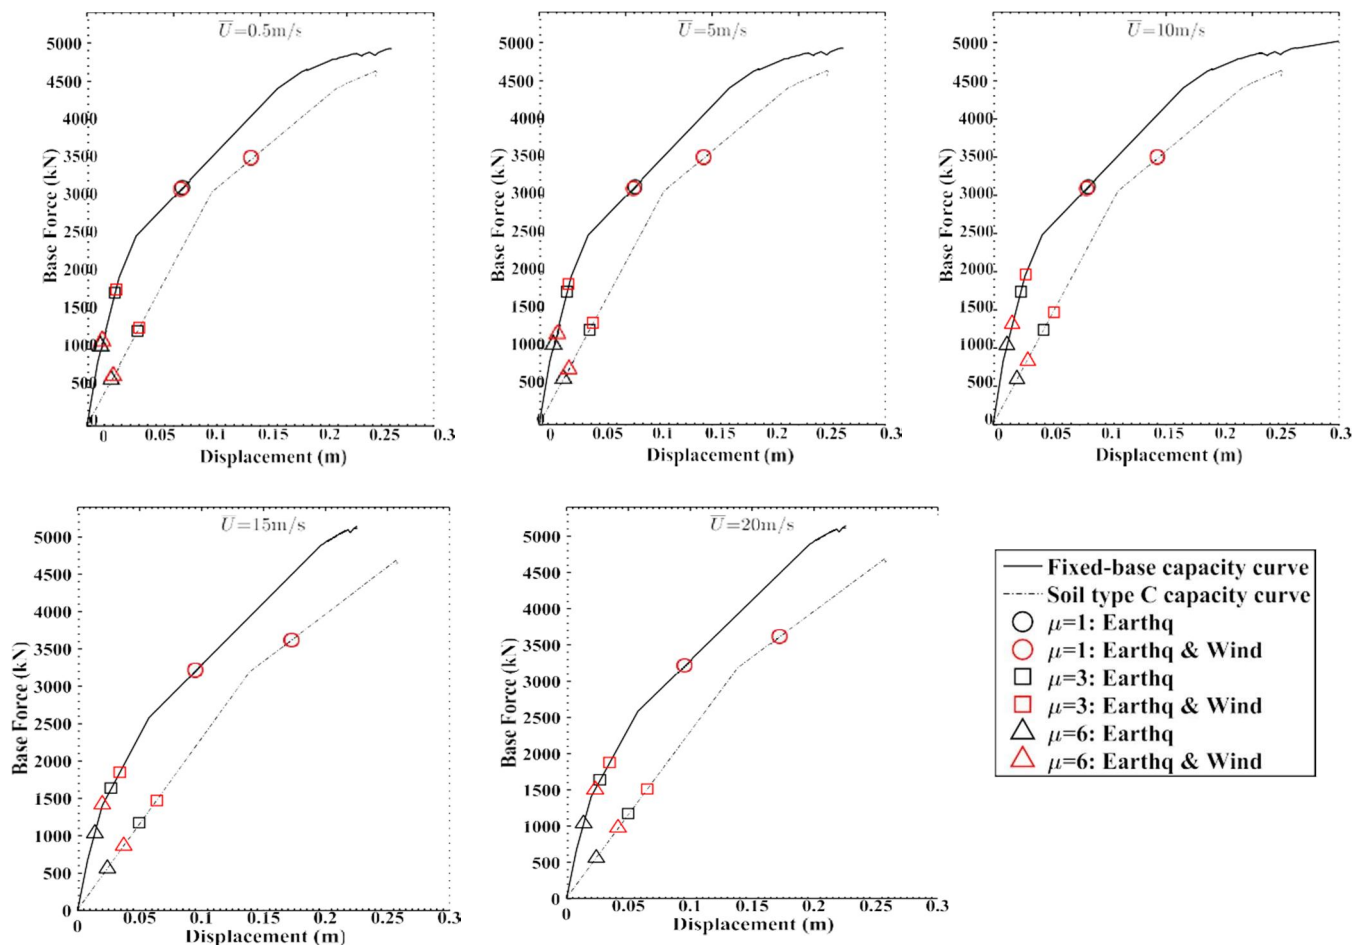 U̅=0.5m/s
5000
4500
4000
3500
3000
2500
2000
1500
1000
500
0
Base Force (kN)
0 0.05 0.1 0.15 0.2 0.25 0.3
Displacement (m)
U̅=5m/s
5000
4500
4000
3500
3000
2500
2000
1500
1000
500
0
Base Force (kN)
0 0.05 0.1 0.15 0.2 0.25 0.3
Displacement (m)
U̅=10m/s
5000
4500
4000
3500
3000
2500
2000
1500
1000
500
0
Base Force (kN)
0 0.05 0.1 0.15 0.2 0.25 0.3
Displacement (m)
U̅=15m/s
5000
4500
4000
3500
3000
2500
2000
1500
1000
500
0
Base Force (kN)
0 0.05 0.1 0.15 0.2 0.25 0.3
Displacement (m)
U̅=20m/s
5000
4500
4000
3500
3000
2500
2000
1500
1000
500
0
Base Force (kN)
0 0.05 0.1 0.15 0.2 0.25 0.3
Displacement (m)
Fixed-base capacity curve
Soil type C capacity curve
μ=1: Earthq
μ=1: Earthq & Wind
μ=3: Earthq
μ=3: Earthq & Wind
μ=6: Earthq
μ=6: Earthq & Wind